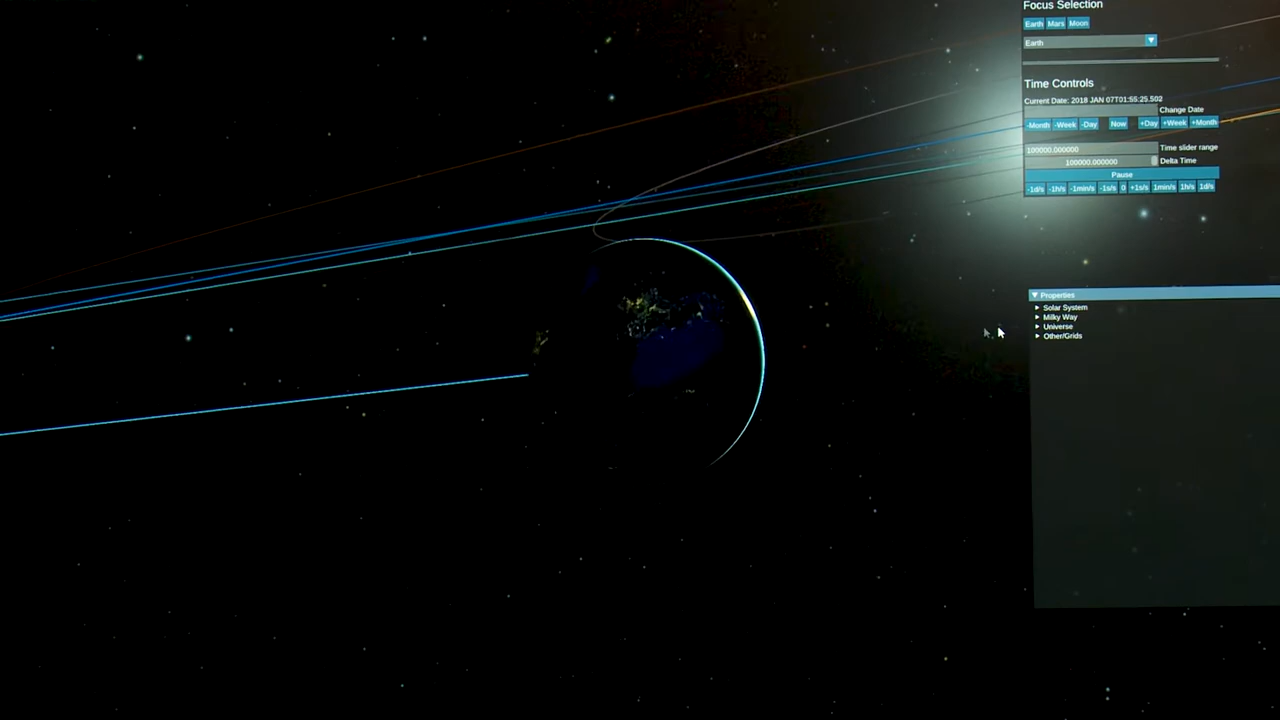 Focus Selection
Earth Mars Moon
Earth
Time Controls
Current Date: 2018 JAN 07T01:55:25.502
Change Date
-Month -Week -Day Now +Day +Week +Month
100000.000000 Time slider range
100000.000000 Delta Time
Pause
-1d/s -1h/s -1min/s -1s/s 0 +1s/s 1min/s 1h/s 1d/s
Properties
Solar System
Milky Way
Universe
Other/Grids